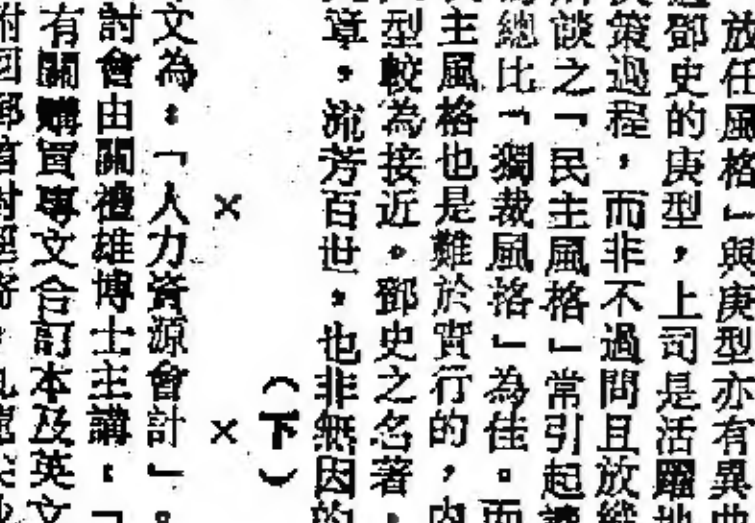 放任風格」與庚型亦有異曲
鄧史的庚型，上司是活躍地
策過程，而非不過問且放縱
談之「民主風格」常引起讀
總比「獨裁風格」為佳。而
主風格也是難於實行的，內
型較為接近。鄧史之名著，
章，流芳百世，也非無因的
（下）
× ×
文為：「人力資源會計」。
討會由關禮雄博士主講：「
有關購買專文合訂本及英文
附回郵